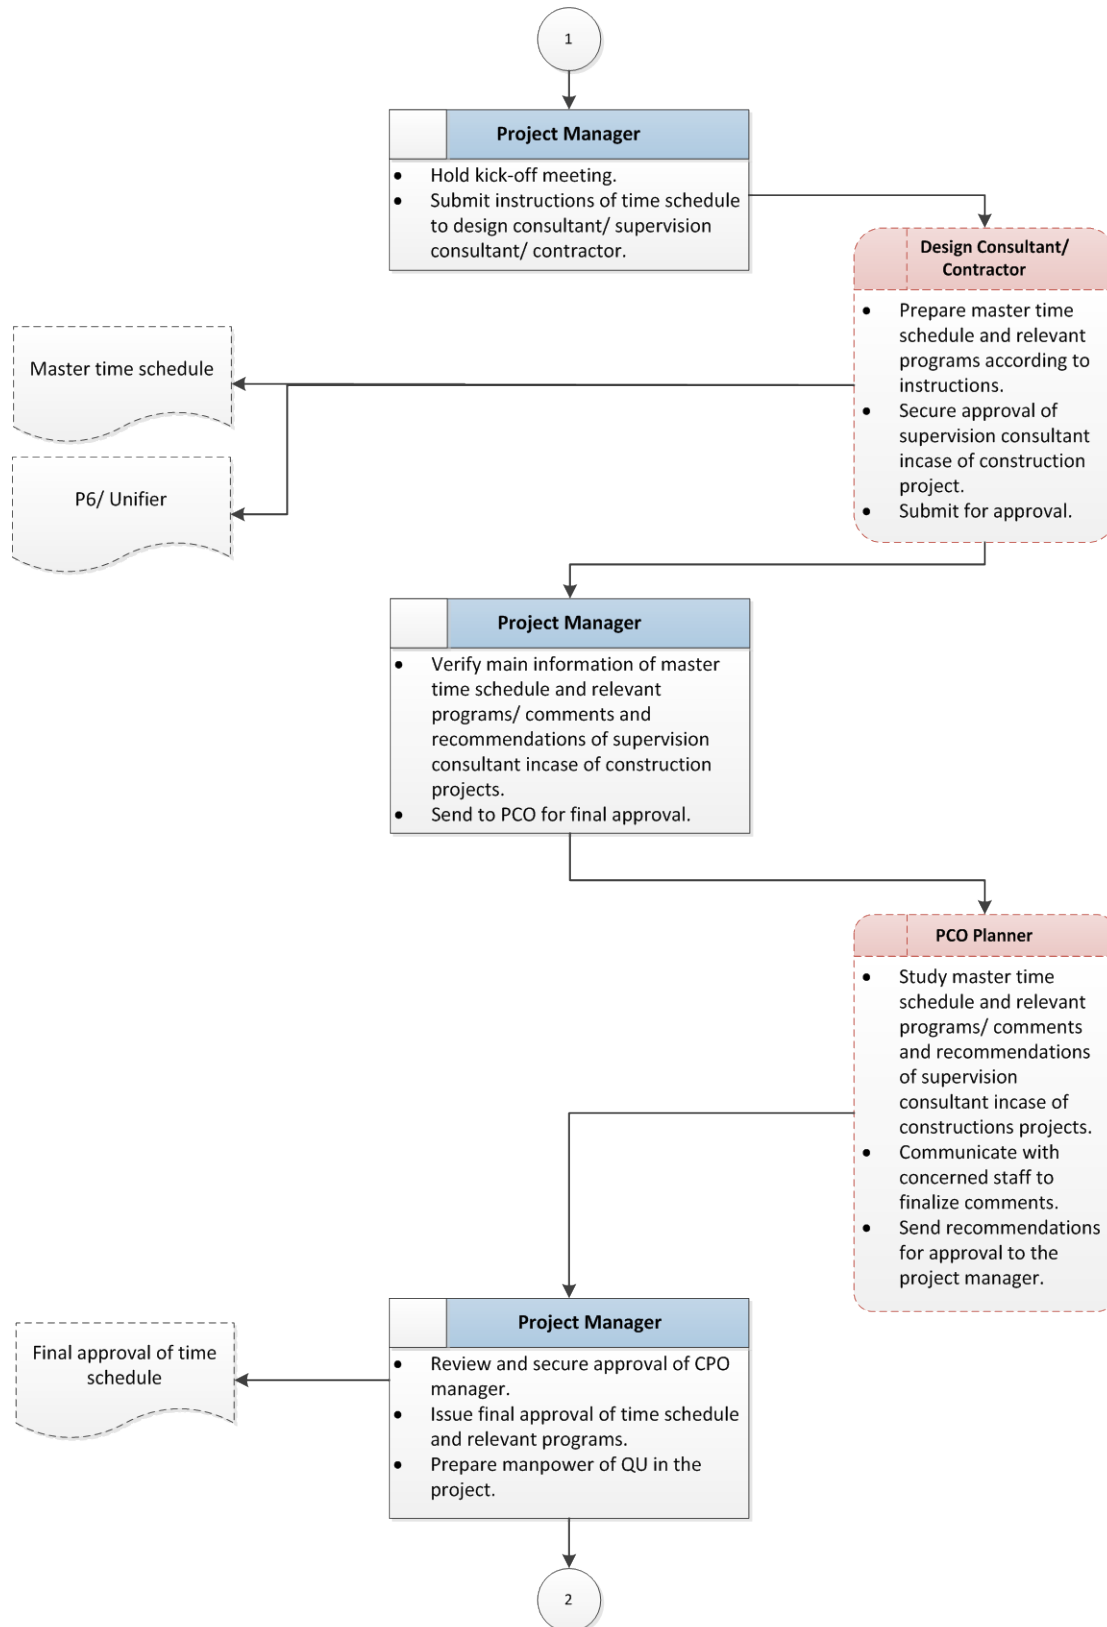 1
Project Manager
• Hold kick-off meeting.
• Submit instructions of time schedule
to design consultant/ supervision
consultant/ contractor.
Design Consultant/
Contractor
• Prepare master time
schedule and relevant
programs according to
instructions.
• Secure approval of
supervision consultant
incase of construction
project.
• Submit for approval.
Master time schedule
P6/ Unifier
Project Manager
• Verify main information of master
time schedule and relevant
programs/ comments and
recommendations of supervision
consultant incase of construction
projects.
• Send to PCO for final approval.
PCO Planner
• Study master time
schedule and relevant
programs/ comments
and recommendations
of supervision
consultant incase of
constructions projects.
• Communicate with
concerned staff to
finalize comments.
• Send recommendations
for approval to the
project manager.
Project Manager
• Review and secure approval of CPO
manager.
• Issue final approval of time schedule
and relevant programs.
• Prepare manpower of QU in the
project.
Final approval of time
schedule
2